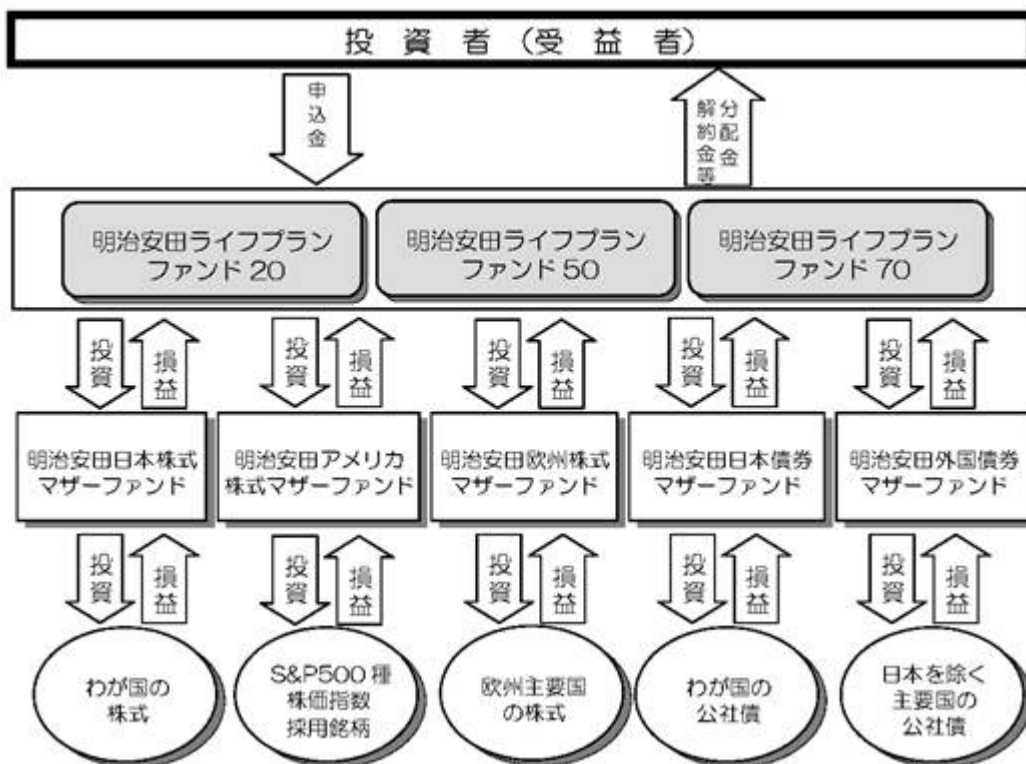 投資者(受益者)
申込金
分配金
解約金等
明治安田ライフプラン
ファンド20
明治安田ライフプラン
ファンド50
明治安田ライフプラン
ファンド70
投資
損益
投資
損益
投資
損益
投資
損益
投資
損益
明治安田日本株式
マザーファンド
明治安田アメリカ
株式マザーファンド
明治安田欧州株式
マザーファンド
明治安田日本債券
マザーファンド
明治安田外国債券
マザーファンド
投資
損益
投資
損益
投資
損益
投資
損益
投資
損益
わが国の
株式
S&P500種
株価指数
採用銘柄
欧州主要国
の株式
わが国の
公社債
日本を除く
主要国の
公社債